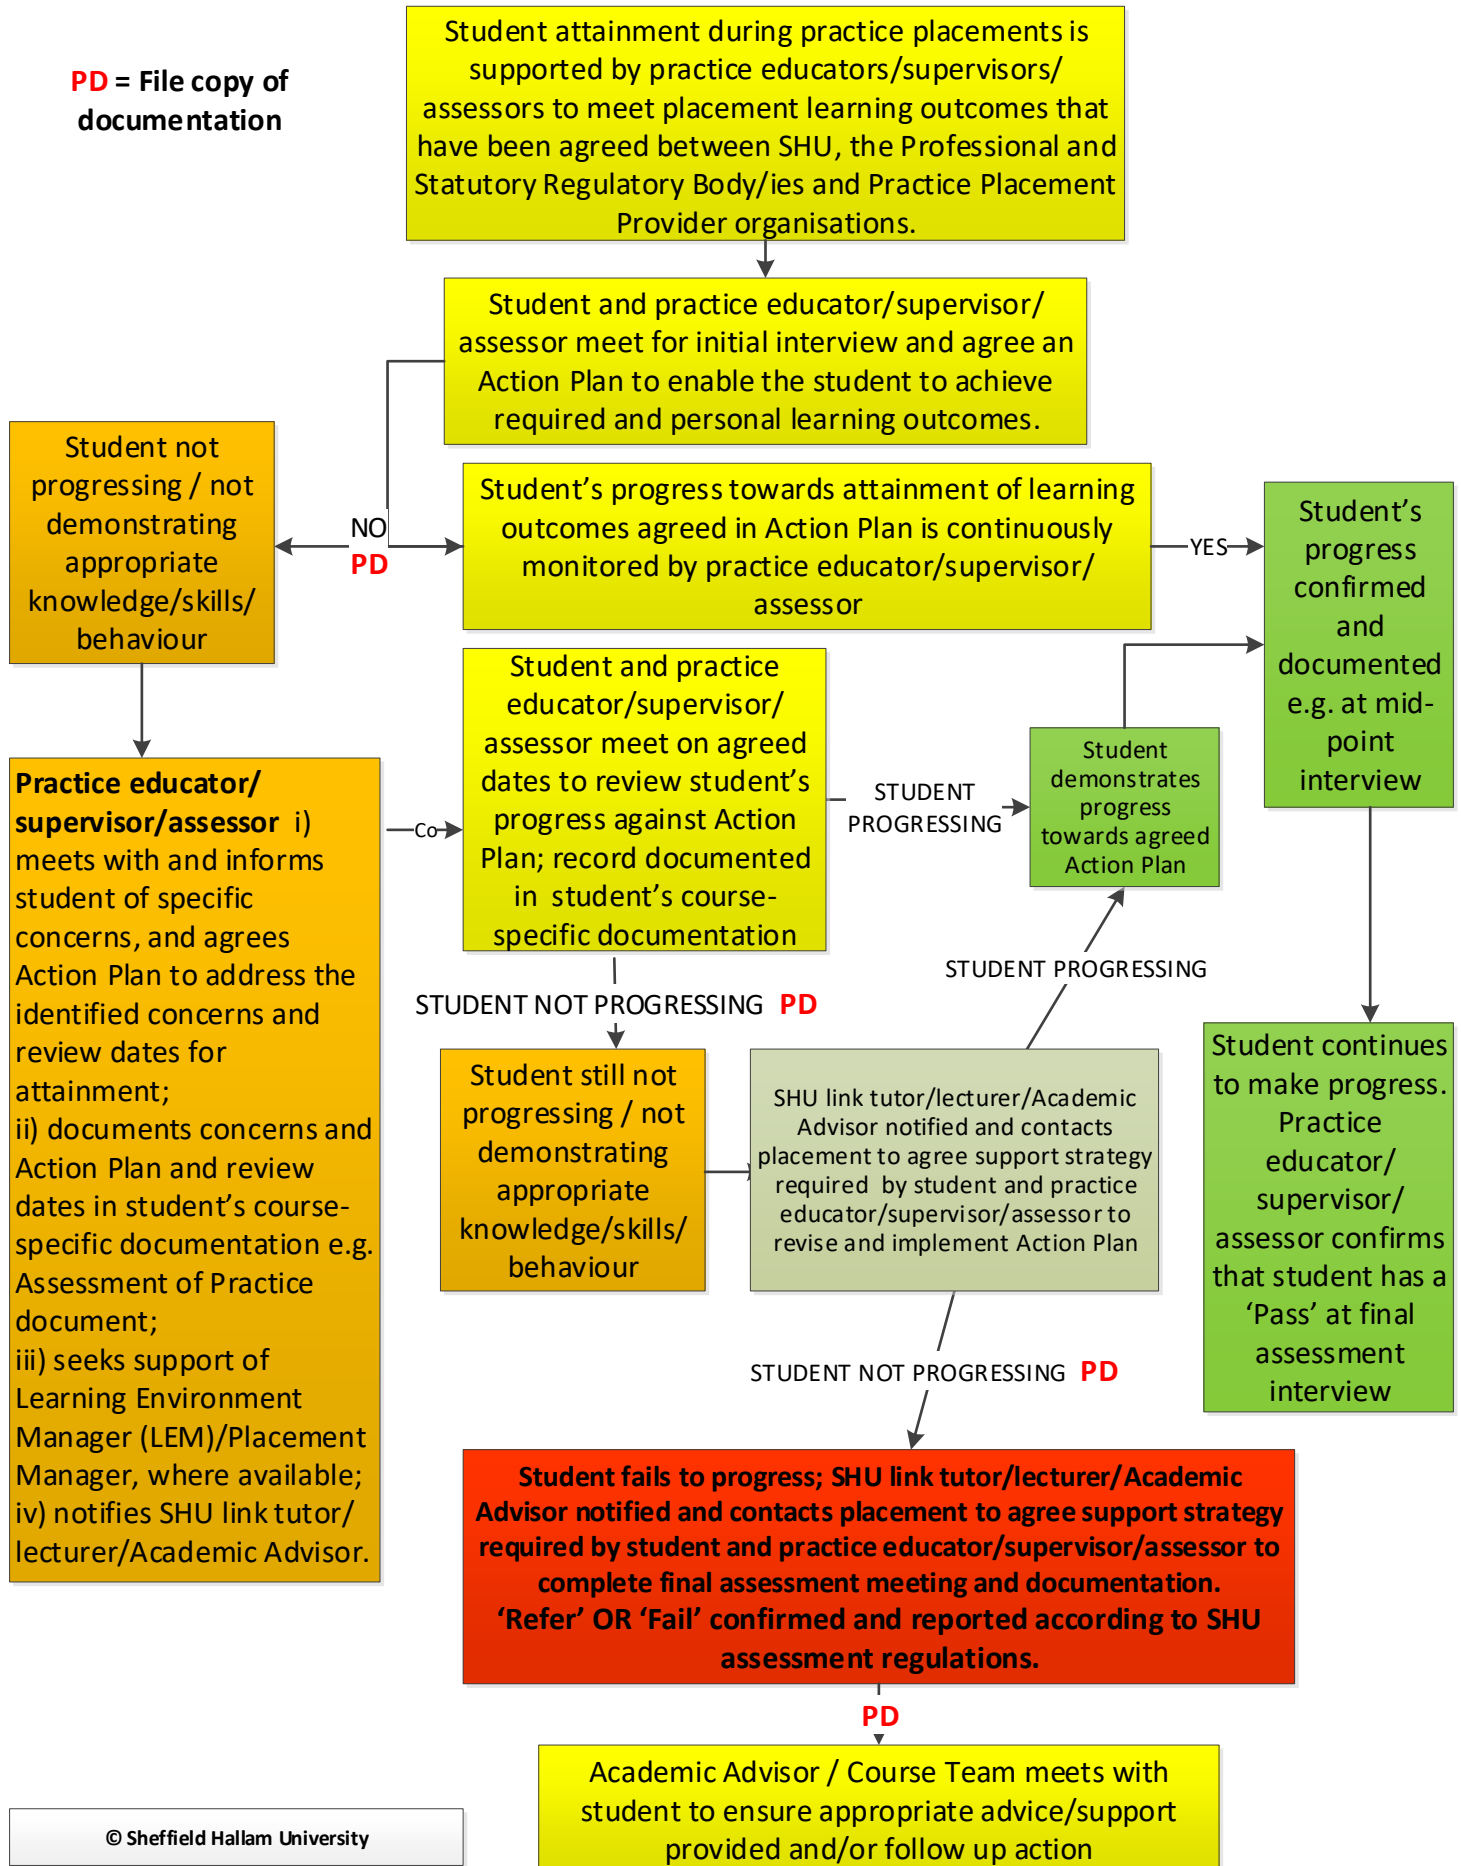 PD = File copy of
documentation
Student attainment during practice placements is
supported by practice educators/supervisors/
assessors to meet placement learning outcomes that
have been agreed between SHU, the Professional and
Statutory Regulatory Body/ies and Practice Placement
Provider organisations.
Student and practice educator/supervisor/
assessor meet for initial interview and agree an
Action Plan to enable the student to achieve
required and personal learning outcomes.
Student not
progressing / not
demonstrating
appropriate
knowledge/skills/
behaviour
NO
PD
Student’s progress towards attainment of learning
outcomes agreed in Action Plan is continuously
monitored by practice educator/supervisor/
assessor
YES
Student’s
progress
confirmed
and
documented
e.g. at mid-
point
interview
Practice educator/
supervisor/assessor i)
meets with and informs
student of specific
concerns, and agrees
Action Plan to address the
identified concerns and
review dates for
attainment;
ii) documents concerns and
Action Plan and review
dates in student’s course-
specific documentation e.g.
Assessment of Practice
document;
iii) seeks support of
Learning Environment
Manager (LEM)/Placement
Manager, where available;
iv) notifies SHU link tutor/
lecturer/Academic Advisor.
Co
Student and practice
educator/supervisor/
assessor meet on agreed
dates to review student’s
progress against Action
Plan; record documented
in student’s course-
specific documentation
STUDENT
PROGRESSING
Student
demonstrates
progress
towards agreed
Action Plan
STUDENT NOT PROGRESSING PD
STUDENT PROGRESSING
Student still not
progressing / not
demonstrating
appropriate
knowledge/skills/
behaviour
SHU link tutor/lecturer/Academic
Advisor notified and contacts
placement to agree support strategy
required by student and practice
educator/supervisor/assessor to
revise and implement Action Plan
Student continues
to make progress.
Practice
educator/
supervisor/
assessor confirms
that student has a
‘Pass’ at final
assessment
interview
STUDENT NOT PROGRESSING PD
Student fails to progress; SHU link tutor/lecturer/Academic
Advisor notified and contacts placement to agree support strategy
required by student and practice educator/supervisor/assessor to
complete final assessment meeting and documentation.
‘Refer’ OR ‘Fail’ confirmed and reported according to SHU
assessment regulations.
PD
Academic Advisor / Course Team meets with
student to ensure appropriate advice/support
provided and/or follow up action
© Sheffield Hallam University